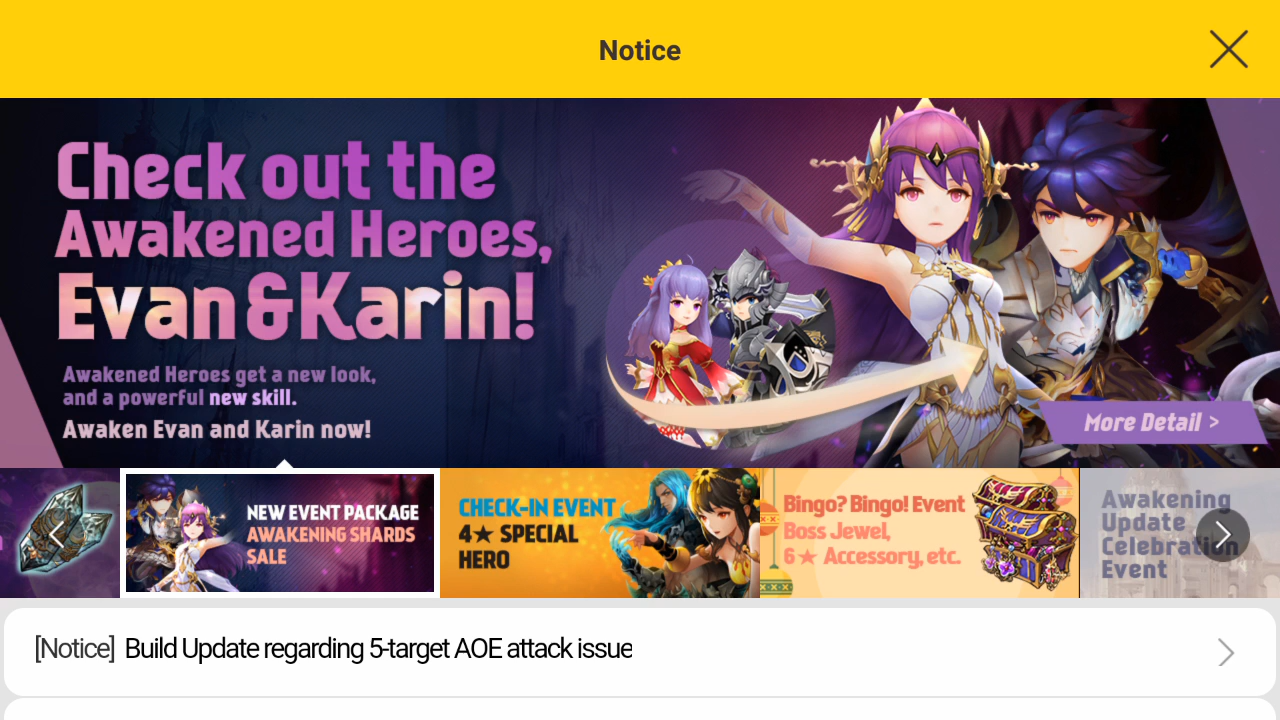 Notice
Check out the
Awakened Heroes,
Evan & Karin!
Awakened Heroes get a new look,
and a powerful new skill.
Awaken Evan and Karin now!
More Detail >
NEW EVENT PACKAGE
AWAKENING SHARDS
SALE
CHECK-IN EVENT
4★ SPECIAL
HERO
Bingo? Bingo! Event
Boss Jewel,
6★ Accessory, etc.
Awakening
Update
Celebration
Event
[Notice] Build Update regarding 5-target AOE attack issue